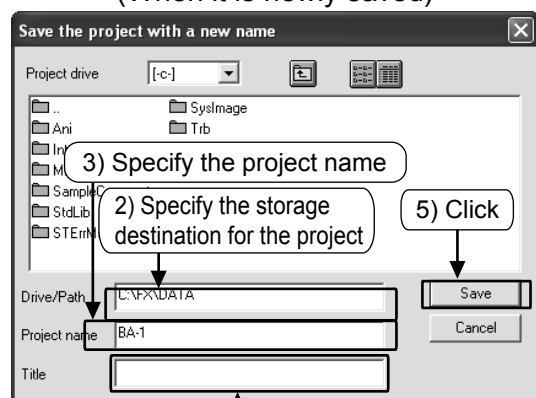 (When it is newly saved)
Save the project with a new name
Project drive [-c-]
.. SysImage
Ani Trb
3) Specify the project name
2) Specify the storage
destination for the project
5) Click
StdLib
Drive/Path C:\FX\DATA Save
Project name BA-1 Cancel
Title